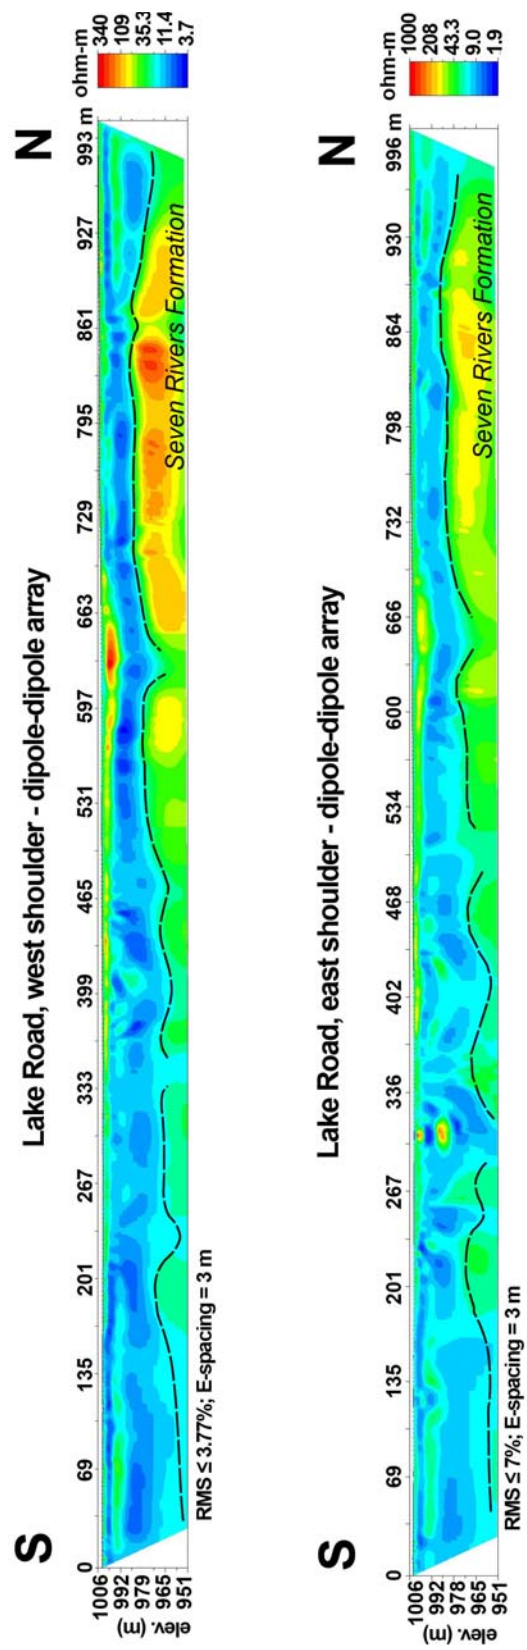 Lake Road, west shoulder - dipole-dipole array
S
N
ohm-m
340
109
35.3
11.4
3.7
0 69 135 201 267 333 399 465 531 597 663 729 795 861 927 993 m
1006
992
979
965
951
elev. (m)
Seven Rivers Formation
RMS ≤ 3.77%; E-spacing = 3 m
Lake Road, east shoulder - dipole-dipole array
S
N
ohm-m
1000
208
43.3
9.0
1.9
0 69 135 201 267 336 402 468 534 600 666 732 798 864 930 996 m
1006
992
978
965
951
elev. (m)
Seven Rivers Formation
RMS ≤ 7%; E-spacing = 3 m